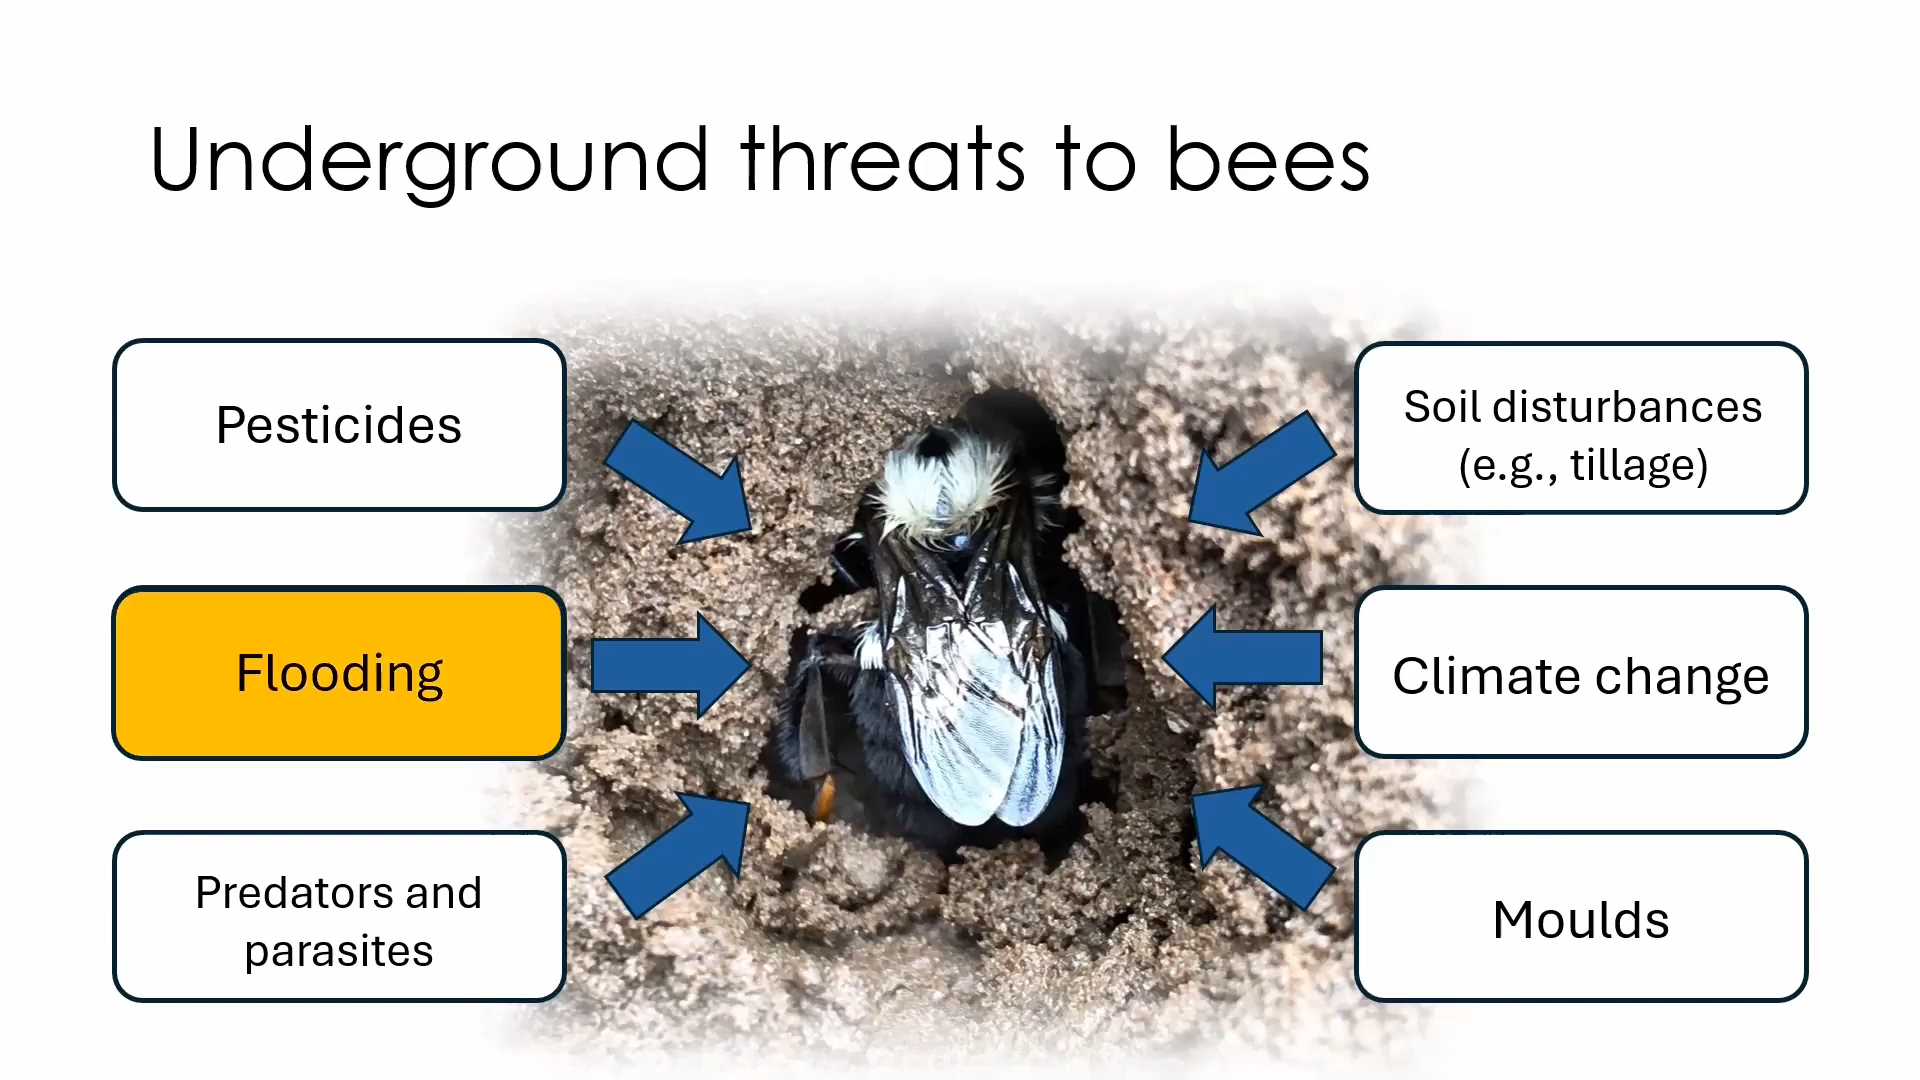 Underground threats to bees
Pesticides
Flooding
Predators and
parasites
Soil disturbances
(e.g., tillage)
Climate change
Moulds